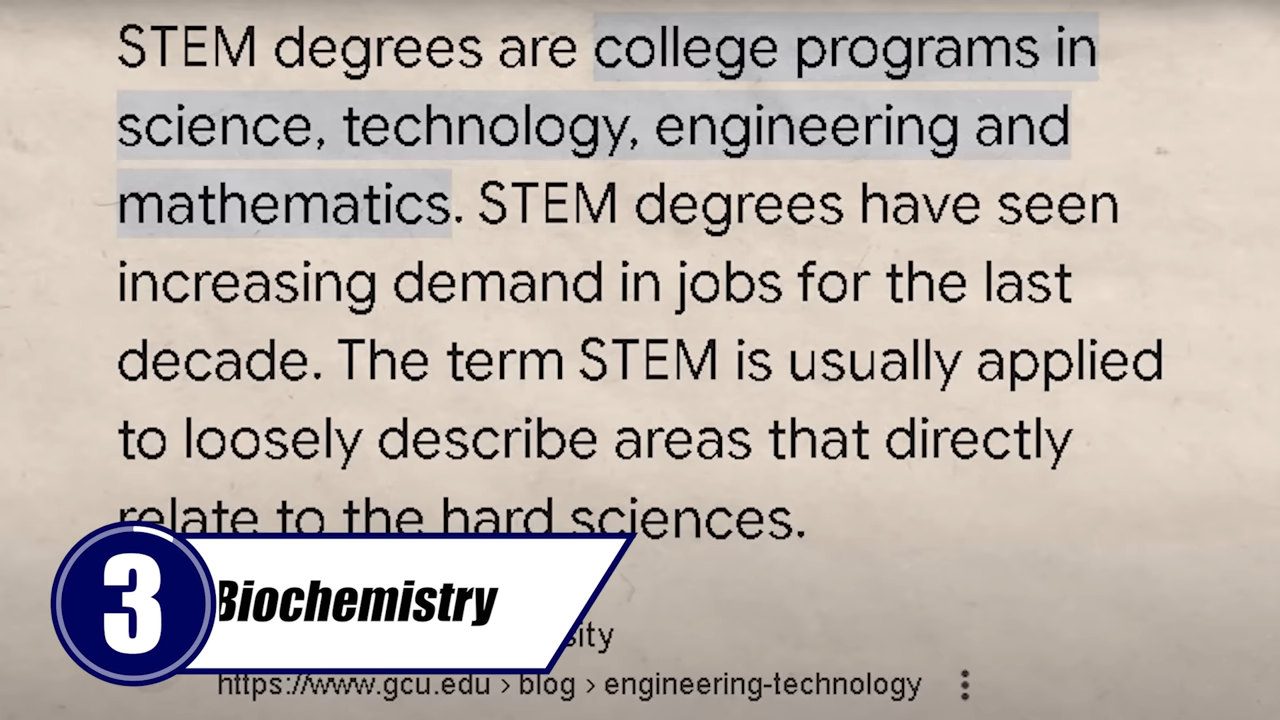 STEM degrees are college programs in
science, technology, engineering and
mathematics. STEM degrees have seen
increasing demand in jobs for the last
decade. The term STEM is usually applied
to loosely describe areas that directly
relate to the hard sciences.
3
Biochemistry
sity
https://www.gcu.edu › blog › engineering-technology